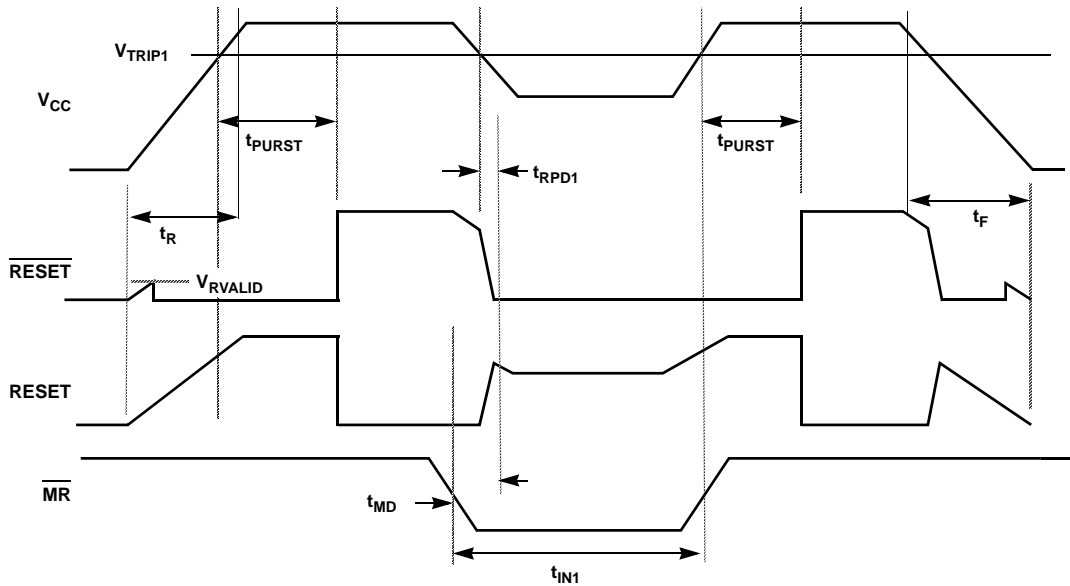 VTRIP1
VCC
tPURST
tPURST
tRPD1
tR
tF
RESET
VRVALID
RESET
MR
tMD
tIN1